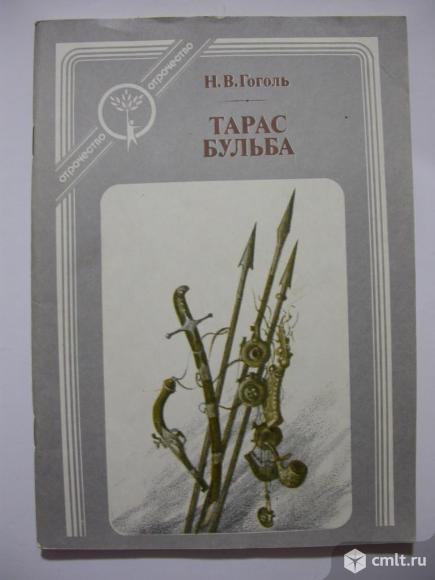 отрочество
отрочество
Н. В. Гоголь
ТАРАС
БУЛЬБА
cmlt.ru